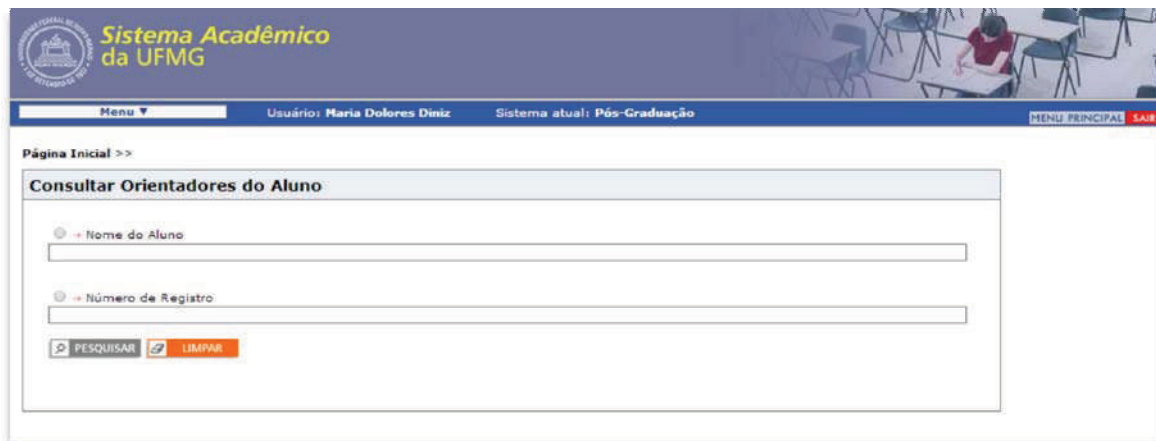 Sistema Acadêmico
da UFMG
Menu ▼ Usuário: Maria Dolores Diniz Sistema atual: Pós-Graduação MENU PRINCIPAL SAIR
Página Inicial >>
Consultar Orientadores do Aluno
Nome do Aluno
Número de Registro
PESQUISAR LIMPAR